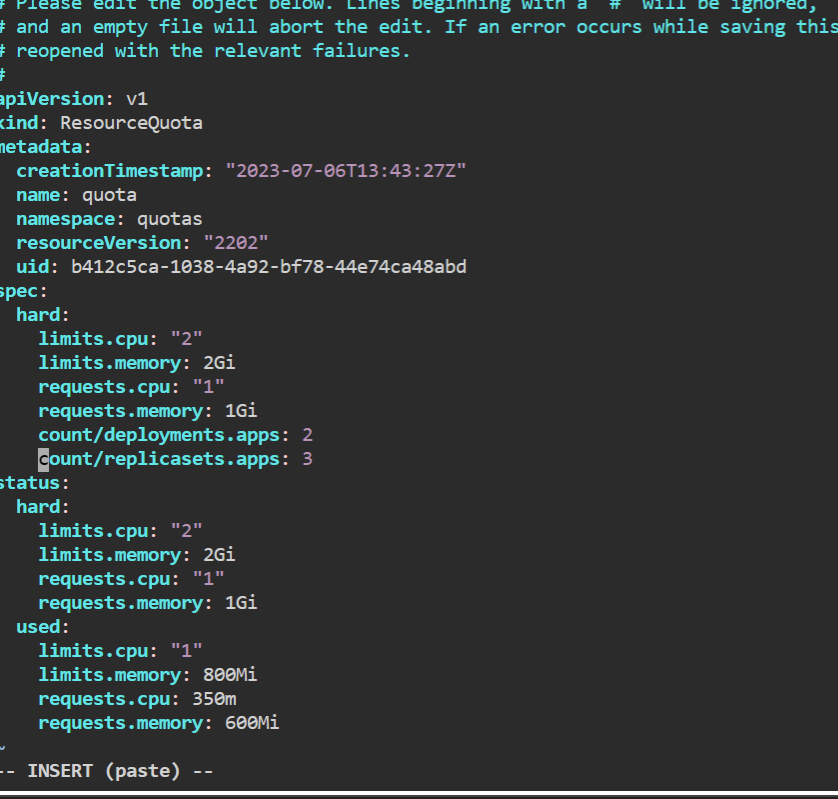 # Please edit the object below. Lines beginning with a '#' will be ignored,
# and an empty file will abort the edit. If an error occurs while saving this
# reopened with the relevant failures.
#
apiVersion: v1
kind: ResourceQuota
metadata:
  creationTimestamp: "2023-07-06T13:43:27Z"
  name: quota
  namespace: quotas
  resourceVersion: "2202"
  uid: b412c5ca-1038-4a92-bf78-44e74ca48abd
spec:
  hard:
    limits.cpu: "2"
    limits.memory: 2Gi
    requests.cpu: "1"
    requests.memory: 1Gi
    count/deployments.apps: 2
    count/replicasets.apps: 3
status:
  hard:
    limits.cpu: "2"
    limits.memory: 2Gi
    requests.cpu: "1"
    requests.memory: 1Gi
  used:
    limits.cpu: "1"
    limits.memory: 800Mi
    requests.cpu: 350m
    requests.memory: 600Mi
~
-- INSERT (paste) --